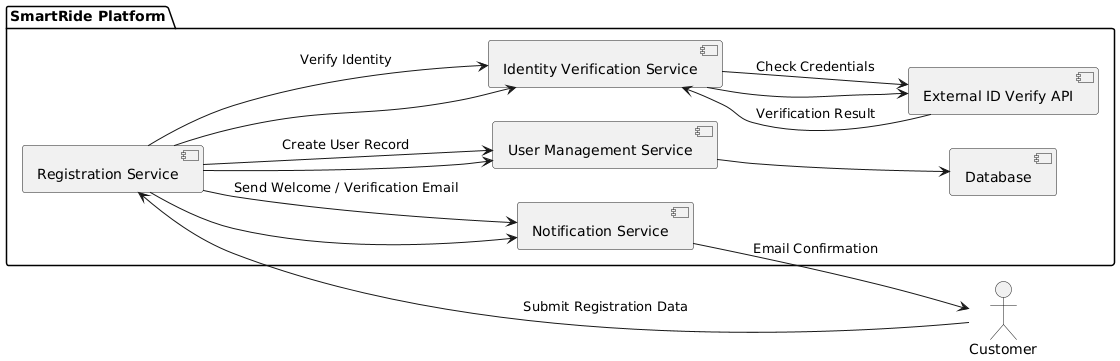 SmartRide Platform
Verify Identity
Identity Verification Service
Check Credentials
External ID Verify API
Verification Result
Create User Record
User Management Service
Registration Service
Database
Send Welcome / Verification Email
Notification Service
Email Confirmation
Submit Registration Data
Customer